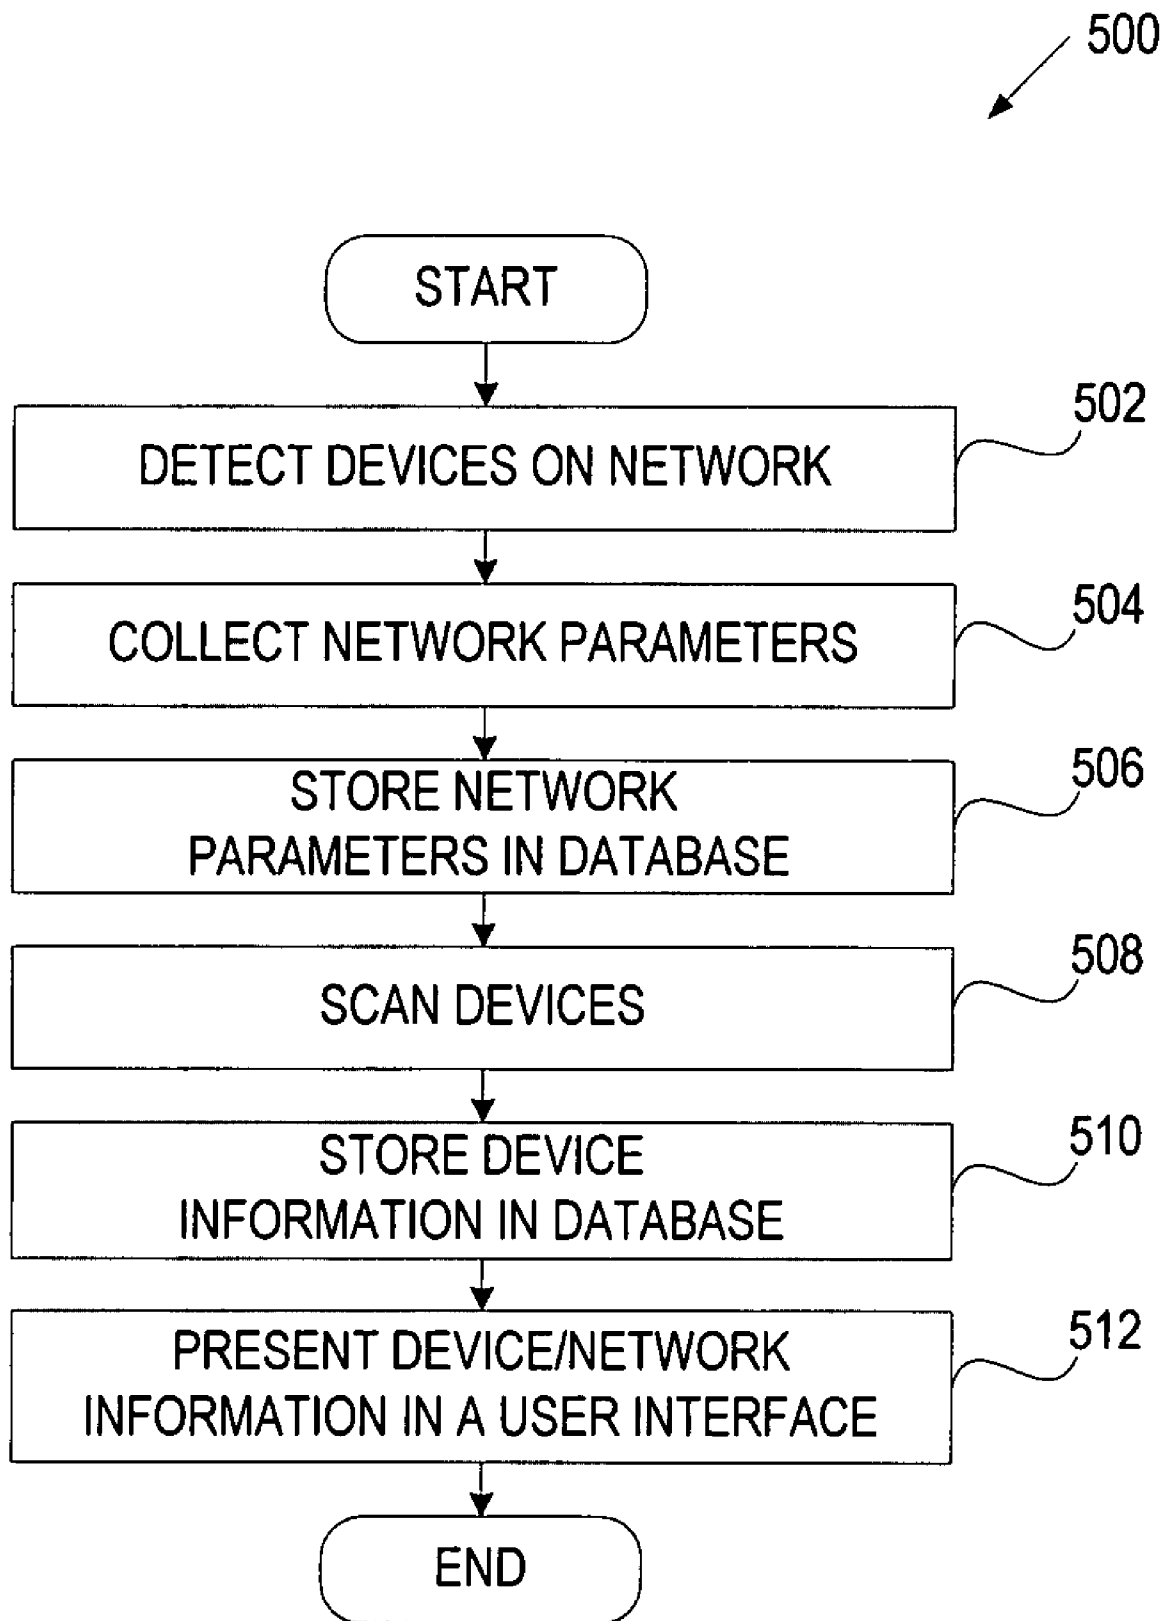 500
START
502
DETECT DEVICES ON NETWORK
504
COLLECT NETWORK PARAMETERS
506
STORE NETWORK
PARAMETERS IN DATABASE
508
SCAN DEVICES
510
STORE DEVICE
INFORMATION IN DATABASE
512
PRESENT DEVICE/NETWORK
INFORMATION IN A USER INTERFACE
END